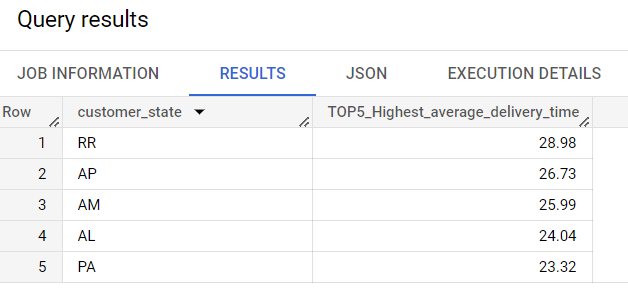 Query results
JOB INFORMATION RESULTS JSON EXECUTION DETAILS
Row customer_state TOP5_Highest_average_delivery_time
1 RR 28.98
2 AP 26.73
3 AM 25.99
4 AL 24.04
5 PA 23.32